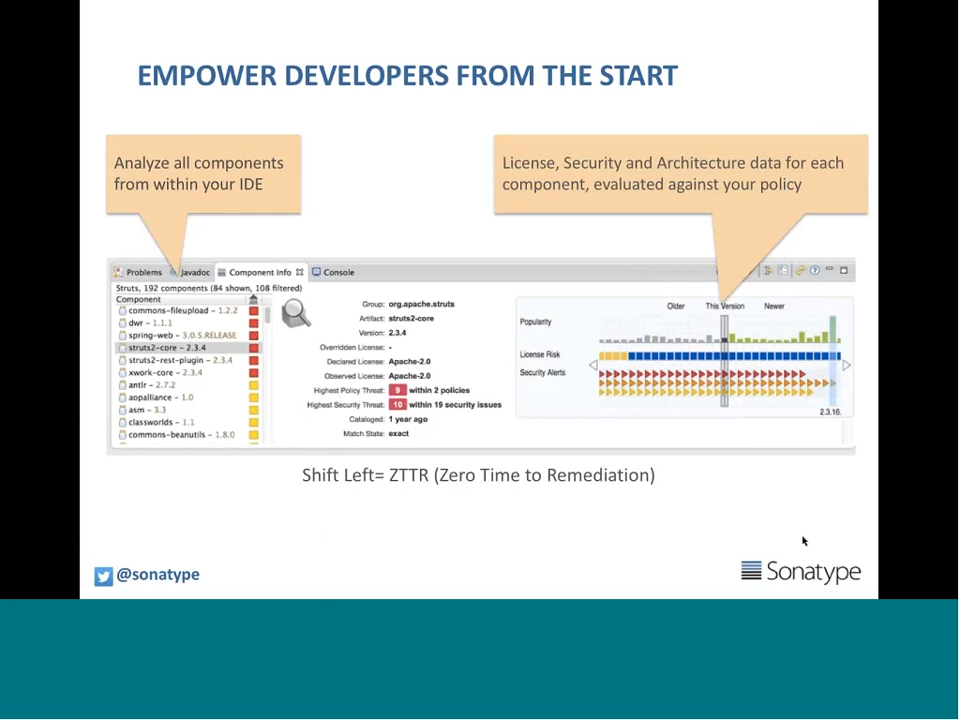 EMPOWER DEVELOPERS FROM THE START
Analyze all components
from within your IDE
License, Security and Architecture data for each
component, evaluated against your policy
Problems Javadoc Component Info Console
Struts, 192 components (84 shown, 108 filtered)
Component
commons-fileupload - 1.2.2
dwr - 1.1.1
spring-web - 3.0.5.RELEASE
struts2-core - 2.3.4
struts2-rest-plugin - 2.3.4
xwork-core - 2.3.4
antlr - 2.7.2
aopalliance - 1.0
asm - 3.3
classworlds - 1.1
commons-beanutils - 1.8.0
Group: org.apache.struts
Artifact: struts2-core
Version: 2.3.4
Overridden License: -
Declared License: Apache-2.0
Observed License: Apache-2.0
Highest Policy Threat: 9 within 2 policies
Highest Security Threat: 10 within 19 security issues
Cataloged: 1 year ago
Match State: exact
Older This Version Newer
Popularity
License Risk
Security Alerts
2.3.16.
Shift Left= ZTTR (Zero Time to Remediation)
@sonatype
Sonatype